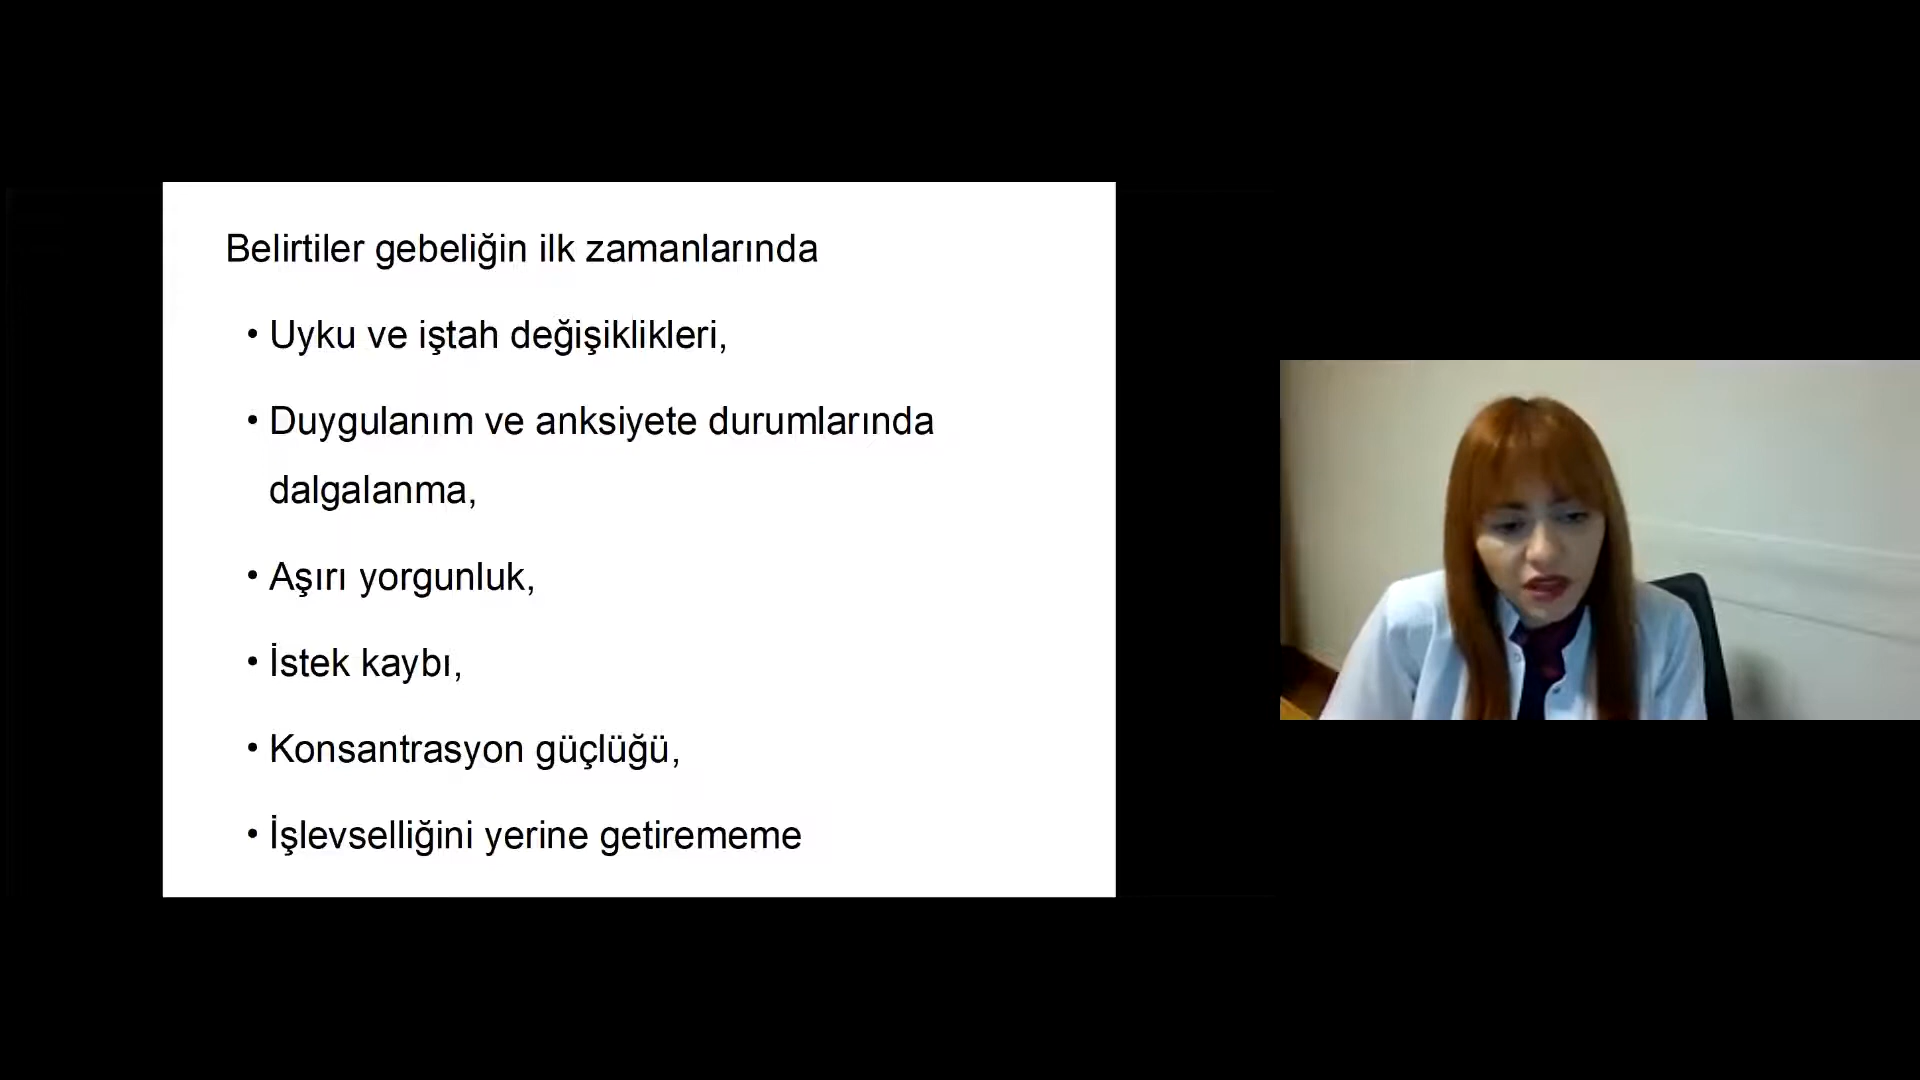 Belirtiler gebeliğin ilk zamanlarında
• Uyku ve iştah değişiklikleri,
• Duygulanım ve anksiyete durumlarında
dalgalanma,
• Aşırı yorgunluk,
• İstek kaybı,
• Konsantrasyon güçlüğü,
• İşlevselliğini yerine getirememe